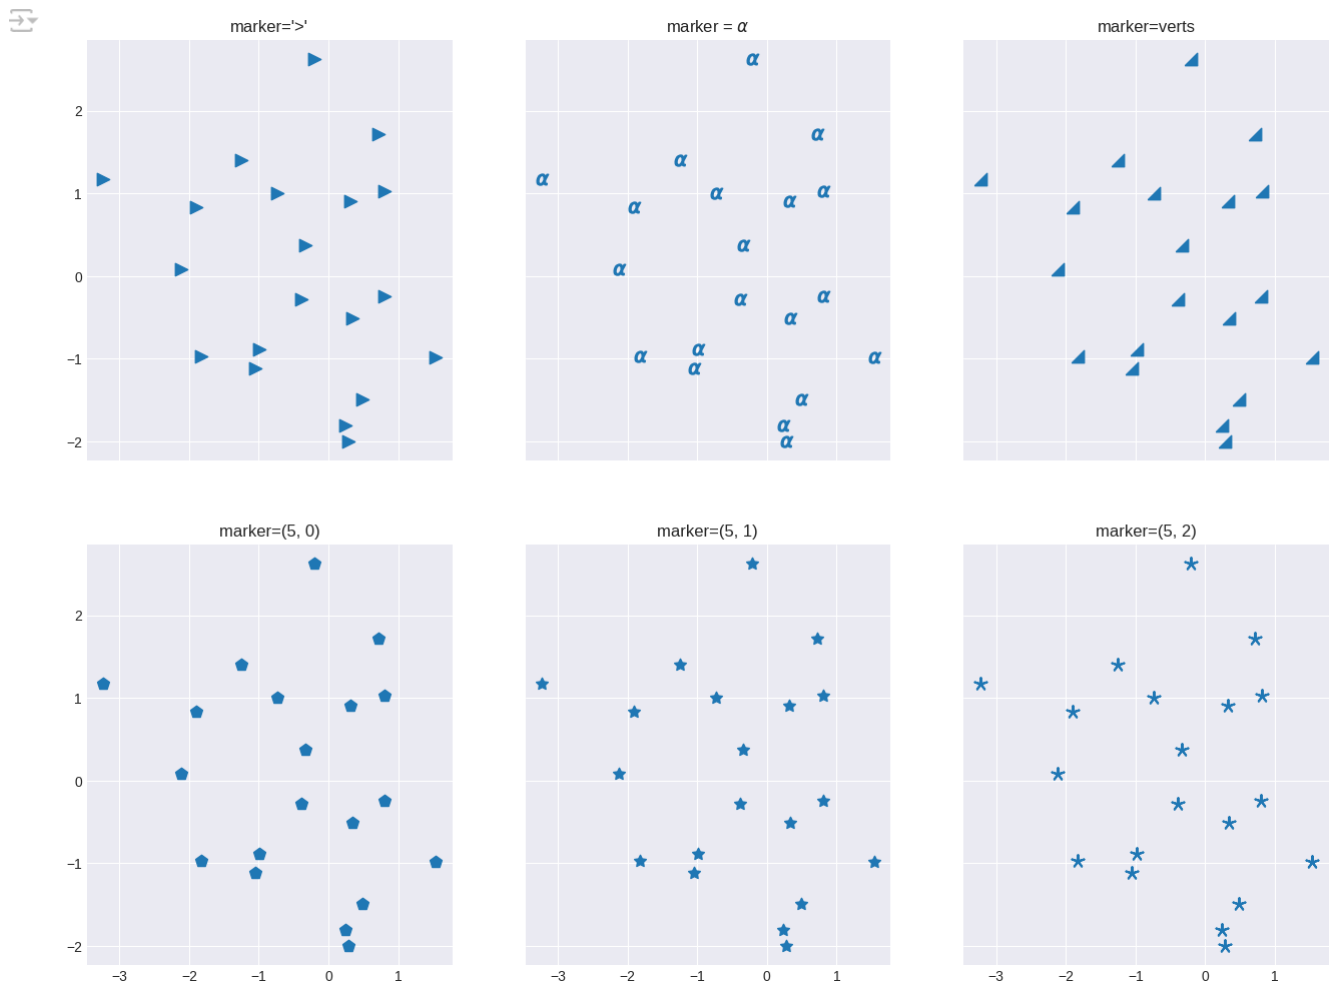 marker='>'
marker = α
marker=verts
2
1
0
−1
−2
marker=(5, 0)
marker=(5, 1)
marker=(5, 2)
2
1
0
−1
−2
−3 −2 −1 0 1
−3 −2 −1 0 1
−3 −2 −1 0 1